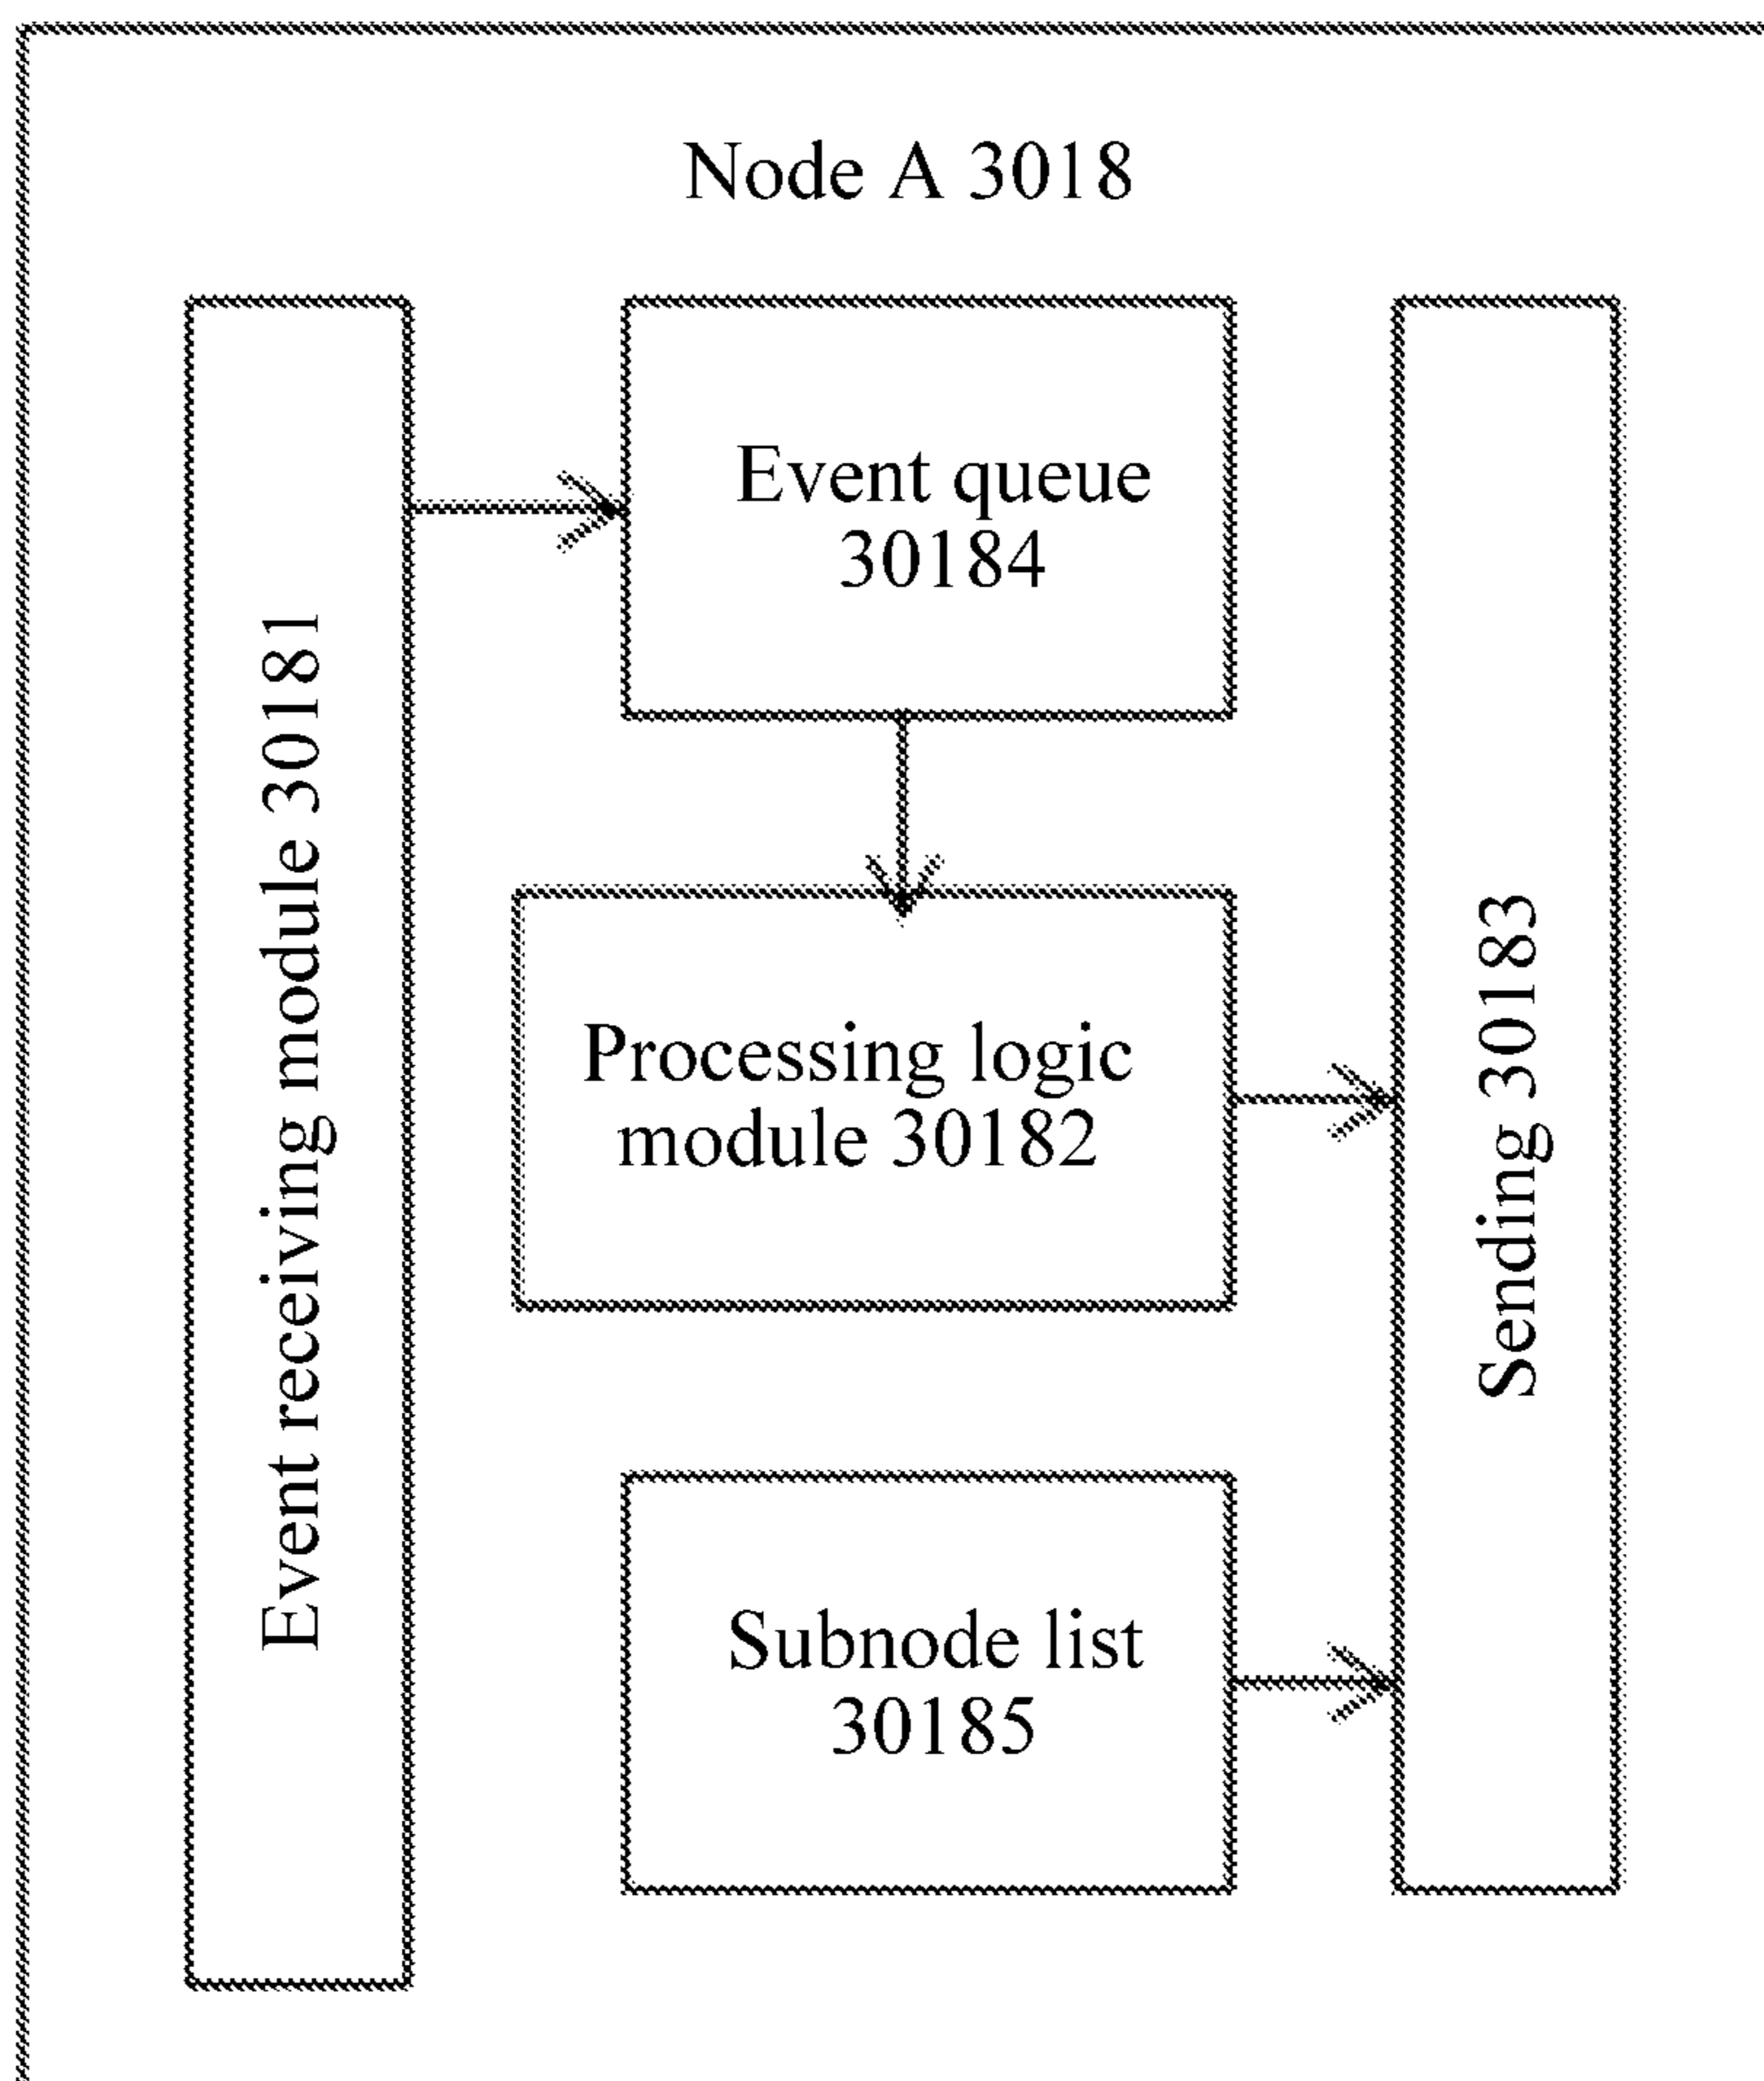 Node A 3018
Event receiving module 30181
Event queue
30184
Processing logic
module 30182
Subnode list
30185
Sending 30183